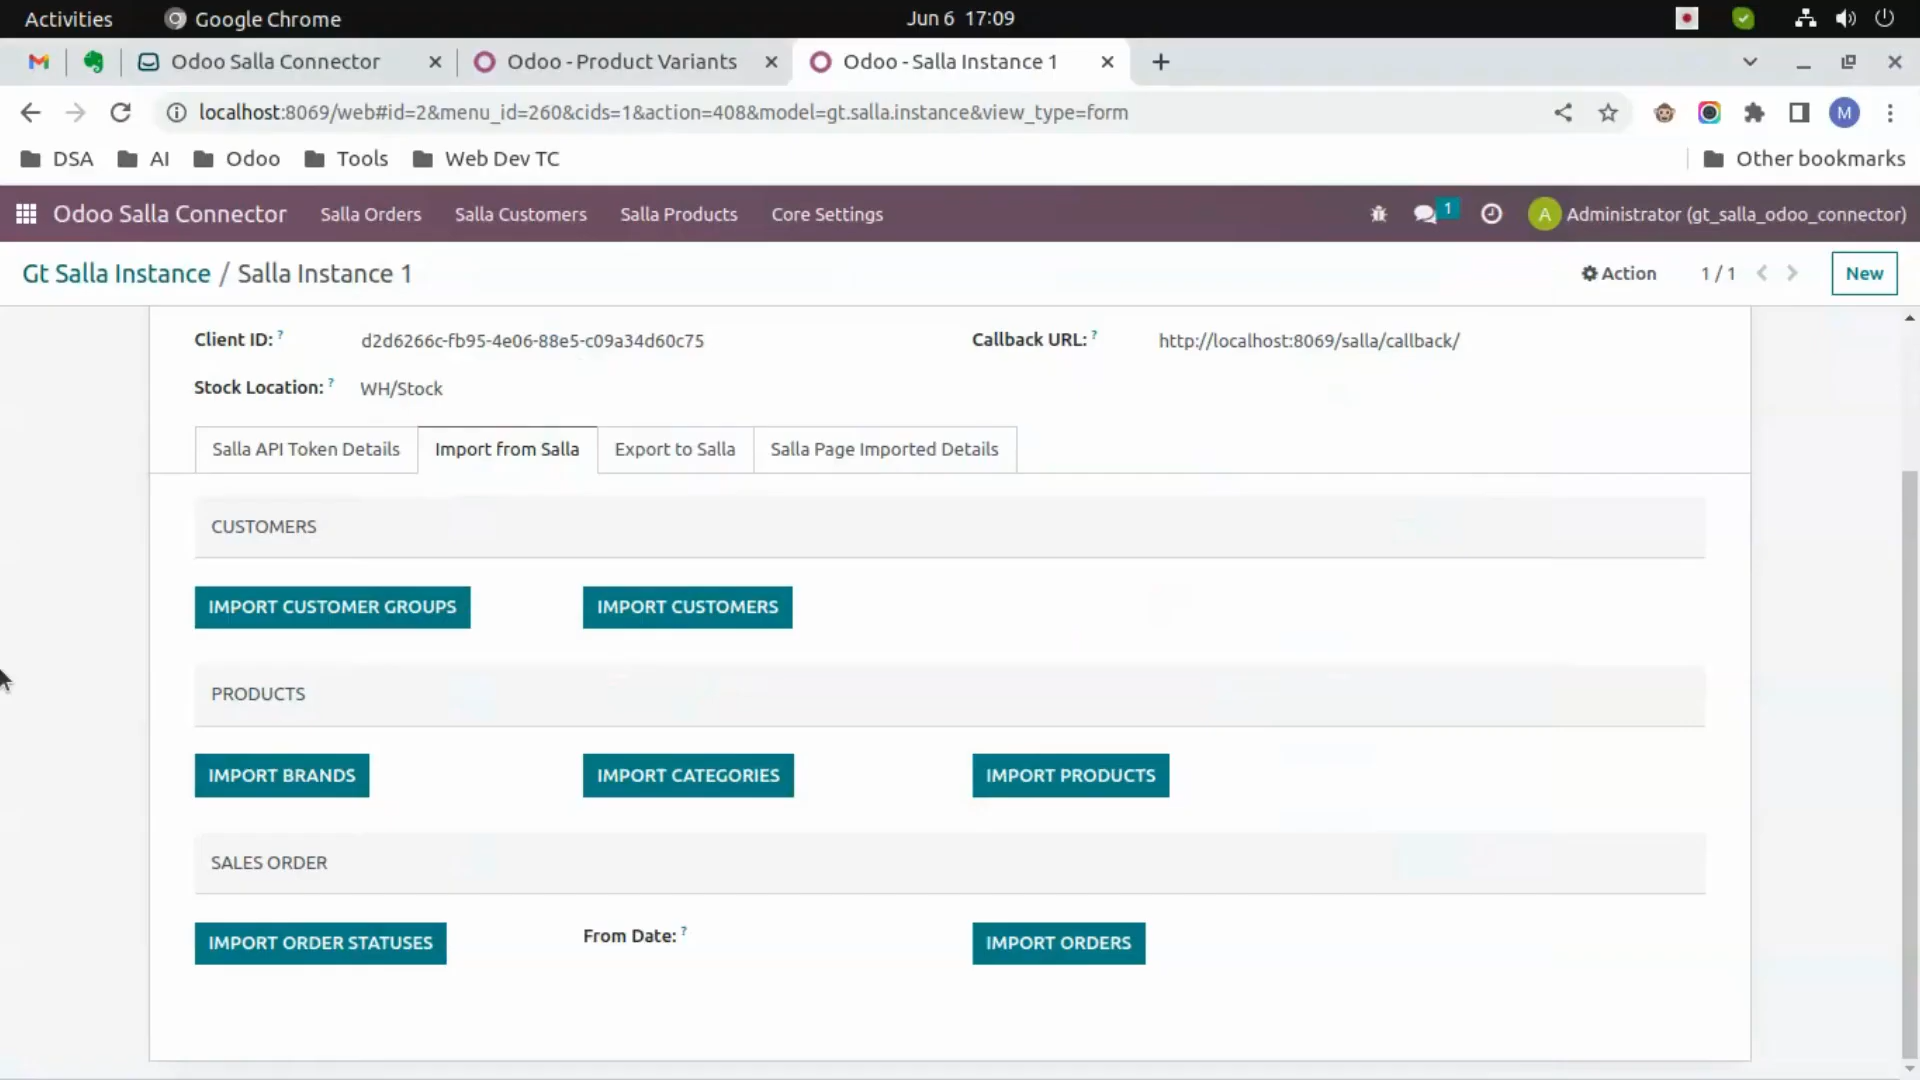 Activities Google Chrome Jun 6 17:09
Odoo Salla Connector Odoo - Product Variants Odoo - Salla Instance 1
localhost:8069/web#id=2&menu_id=260&cids=1&action=408&model=gt.salla.instance&view_type=form M
DSA AI Odoo Tools Web Dev TC Other bookmarks
Odoo Salla Connector Salla Orders Salla Customers Salla Products Core Settings 1 A Administrator (gt_salla_odoo_connector)
Gt Salla Instance / Salla Instance 1 Action 1 / 1 New
Client ID: ? d2d6266c-fb95-4e06-88e5-c09a34d60c75 Callback URL: ? http://localhost:8069/salla/callback/
Stock Location: ? WH/Stock
Salla API Token Details Import from Salla Export to Salla Salla Page Imported Details
CUSTOMERS
IMPORT CUSTOMER GROUPS IMPORT CUSTOMERS
PRODUCTS
IMPORT BRANDS IMPORT CATEGORIES IMPORT PRODUCTS
SALES ORDER
IMPORT ORDER STATUSES From Date: ? IMPORT ORDERS